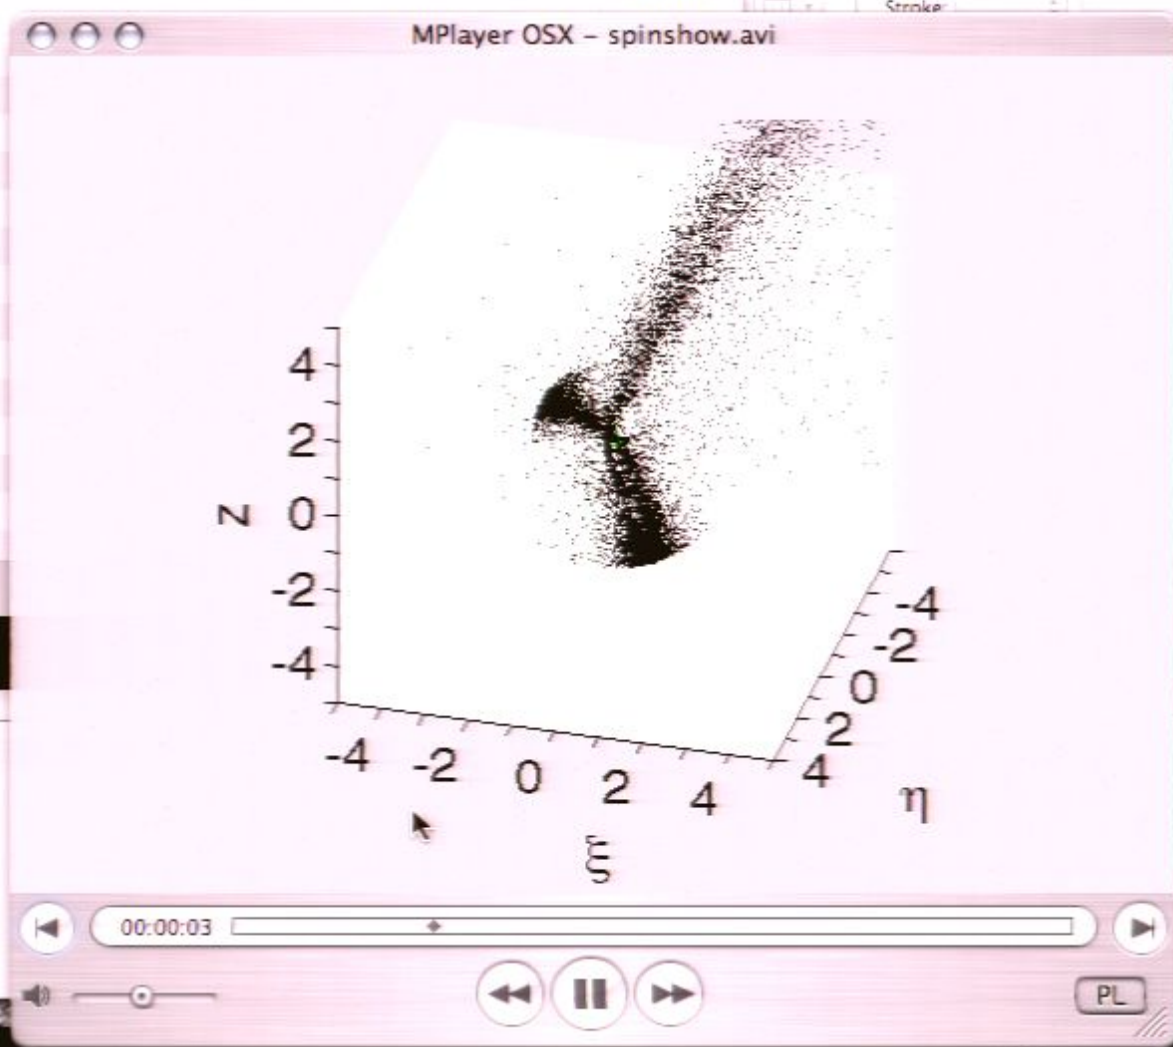 Stroke:
MPlayer OSX – spinshow.avi
4
2
0
-2
-4
z
-4 -2 0 2 4
ξ
-4
-2
0
2
4
η
00:00:03
PL